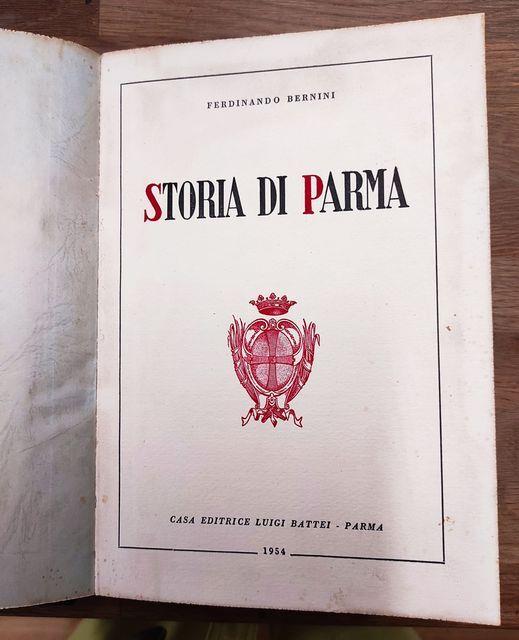 FERDINANDO BERNINI
STORIA DI PARMA
CASA EDITRICE LUIGI BATTEI - PARMA
1954